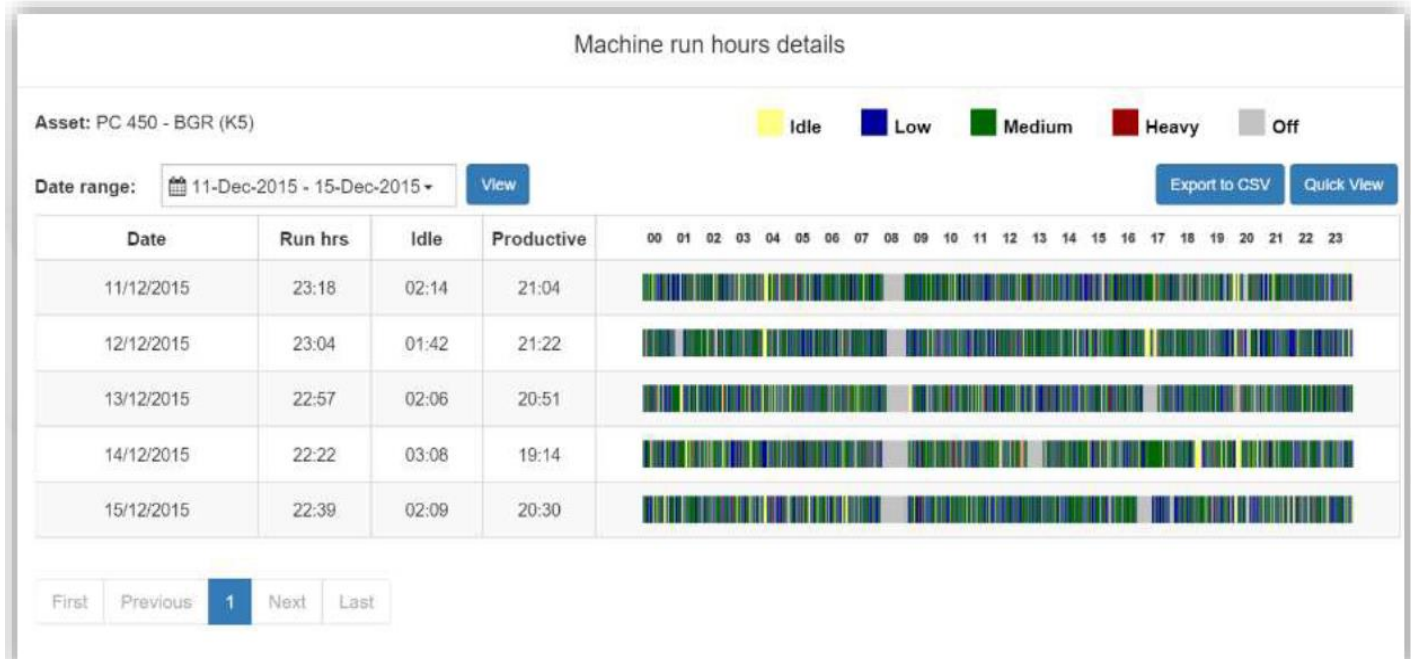 Machine run hours details
Asset: PC 450 - BGR (K5) Idle Low Medium Heavy Off
Date range: 11-Dec-2015 - 15-Dec-2015 View Export to CSV Quick View
Date Run hrs Idle Productive 00 01 02 03 04 05 06 07 08 09 10 11 12 13 14 15 16 17 18 19 20 21 22 23
11/12/2015 23:18 02:14 21:04
12/12/2015 23:04 01:42 21:22
13/12/2015 22:57 02:06 20:51
14/12/2015 22:22 03:08 19:14
15/12/2015 22:39 02:09 20:30
First Previous 1 Next Last